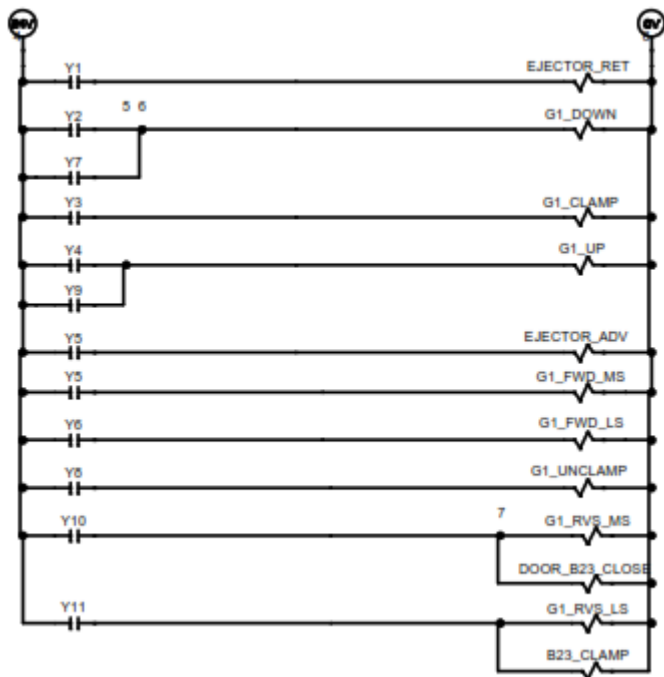 24V 0V
Y1 EJECTOR_RET
5 6
Y2 G1_DOWN
Y7
Y3 G1_CLAMP
Y4 G1_UP
Y9
Y5 EJECTOR_ADV
Y5 G1_FWD_MS
Y6 G1_FWD_LS
Y8 G1_UNCLAMP
7
Y10 G1_RVS_MS
DOOR_B23_CLOSE
Y11 G1_RVS_LS
B23_CLAMP